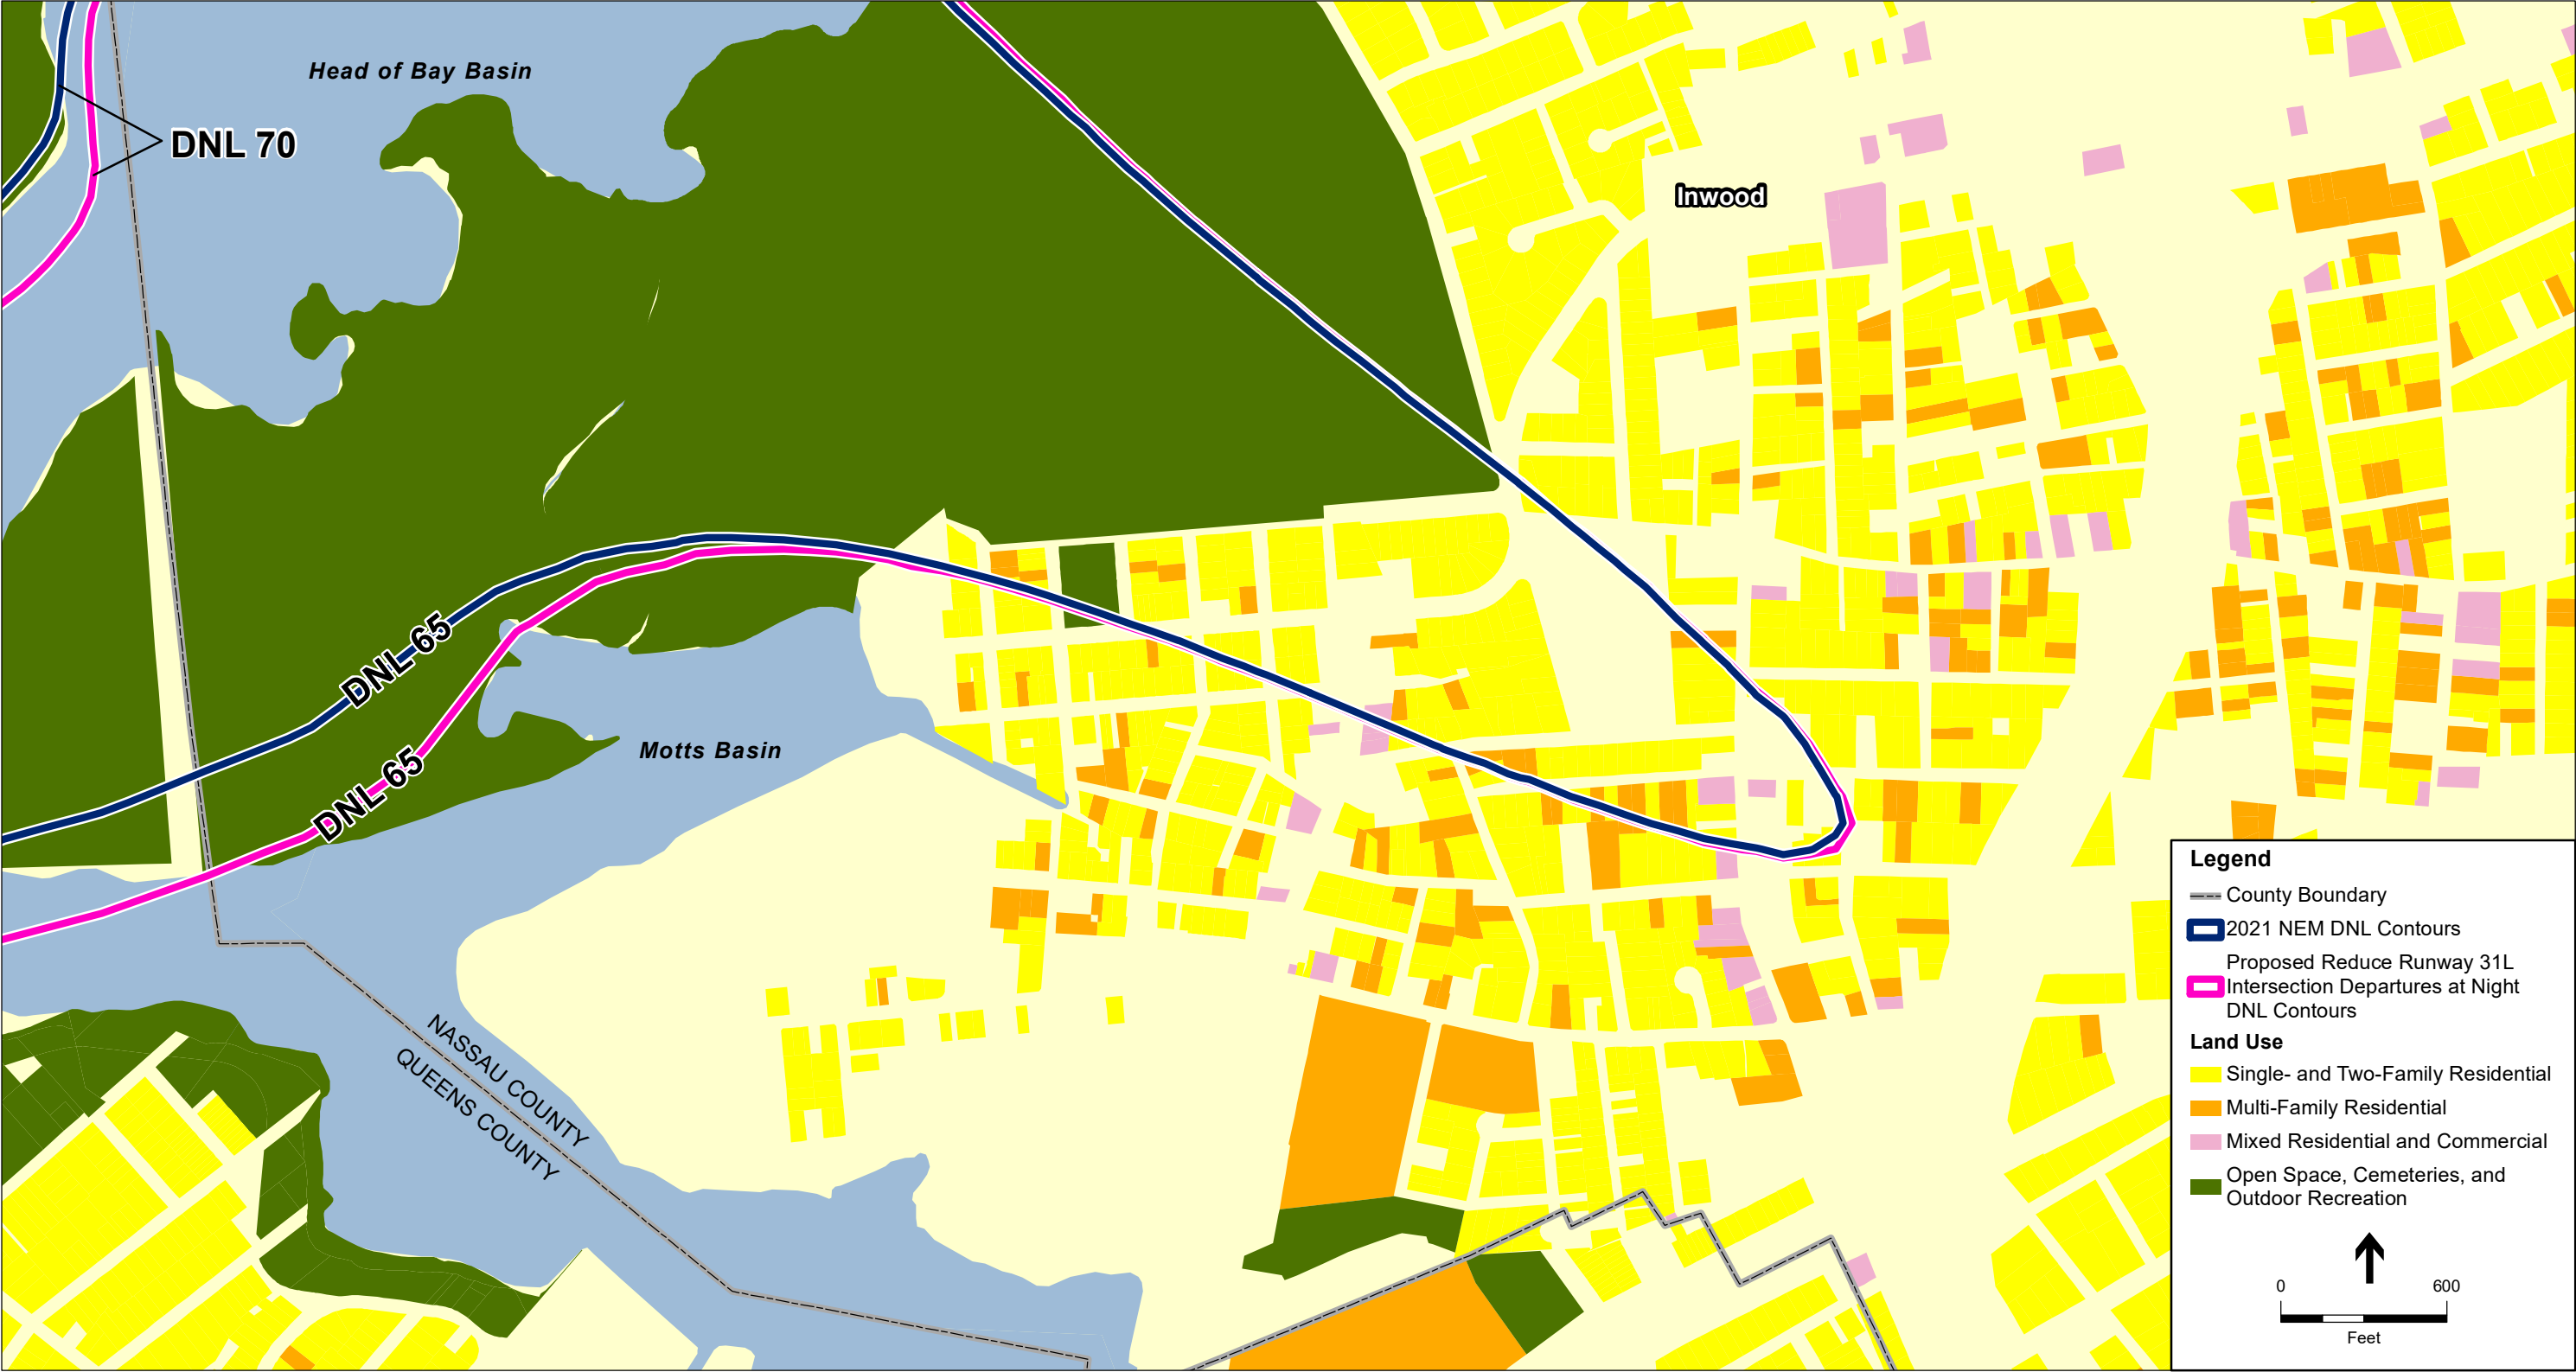 Head of Bay Basin
DNL 70
Inwood
DNL 65
DNL 65
Motts Basin
NASSAU COUNTY
QUEENS COUNTY
Legend
County Boundary
2021 NEM DNL Contours
Proposed Reduce Runway 31L
Intersection Departures at Night
DNL Contours
Land Use
Single- and Two-Family Residential
Multi-Family Residential
Mixed Residential and Commercial
Open Space, Cemeteries, and
Outdoor Recreation
0 600
Feet